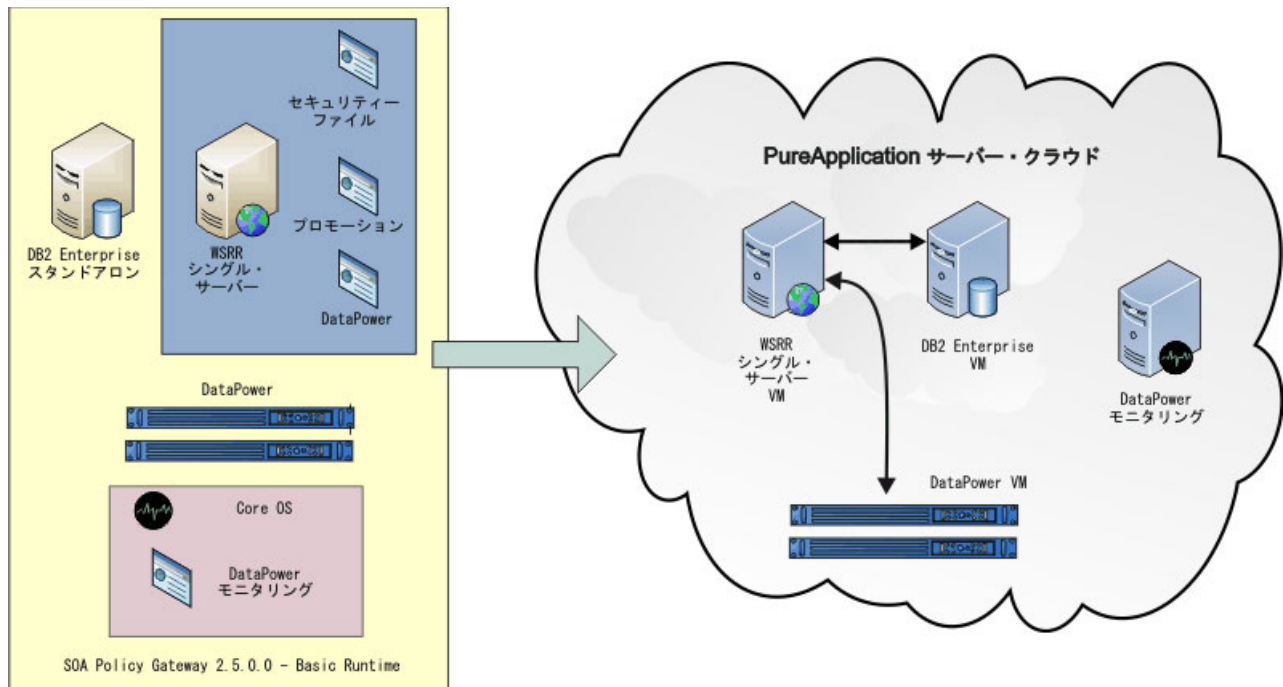 セキュリティー
ファイル
DB2 Enterprise
スタンドアロン
WSRR
シングル・
サーバー
プロモーション
DataPower
DataPower
Core OS
DataPower
モニタリング
SOA Policy Gateway 2.5.0.0 - Basic Runtime
PureApplication サーバー・クラウド
WSRR
シングル・
サーバー
VM
DB2 Enterprise
VM
DataPower
モニタリング
DataPower VM